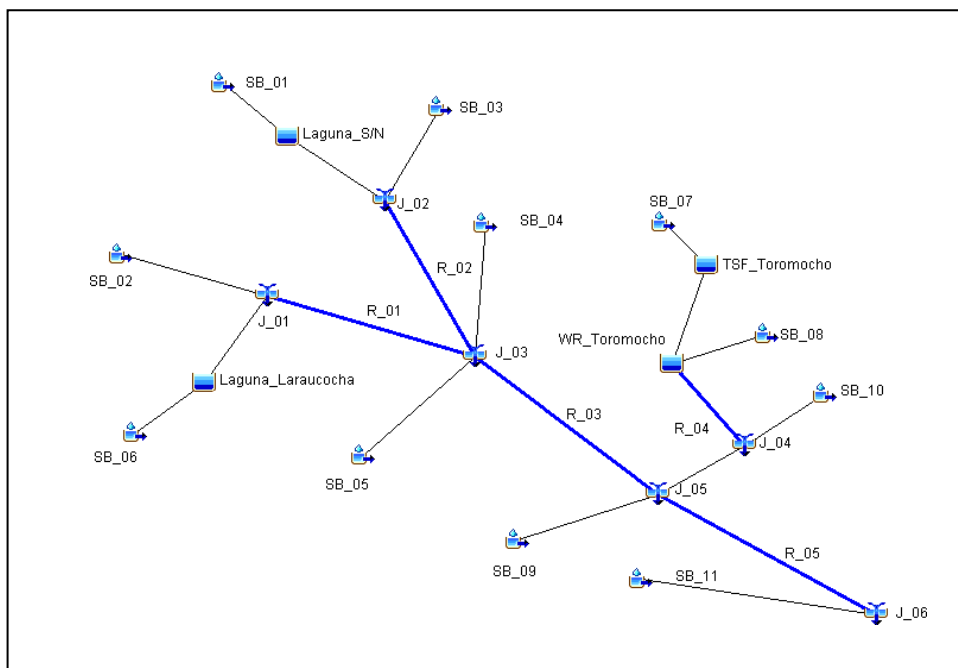 SB_01
SB_03
Laguna_S/N
J_02
SB_04
SB_07
R_02
TSF_Toromocho
SB_02
J_01
R_01
WR_Toromocho
SB_08
J_03
Laguna_Laraucocha
SB_10
R_03
R_04
J_04
SB_06
SB_05
J_05
SB_09
R_05
SB_11
J_06